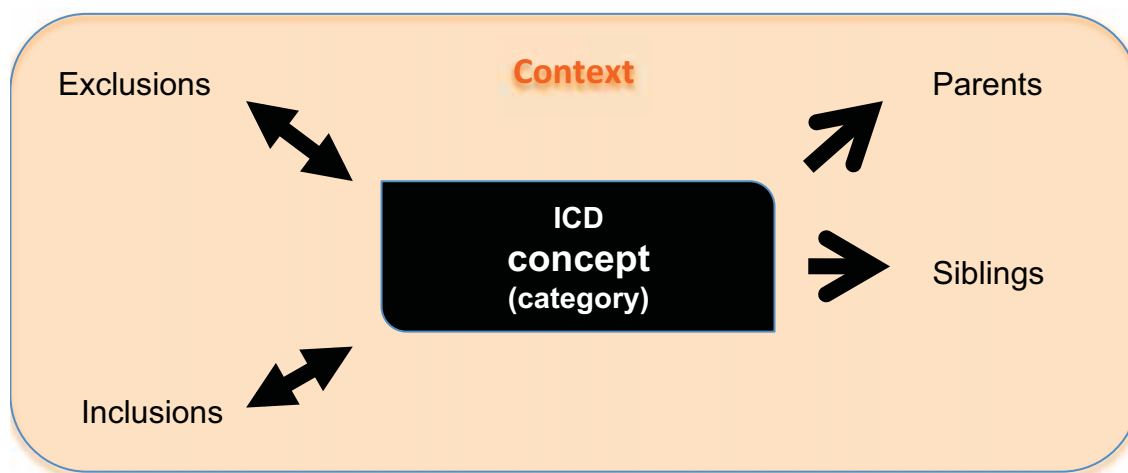 Context
Exclusions
Parents
ICD
concept
(category)
Siblings
Inclusions